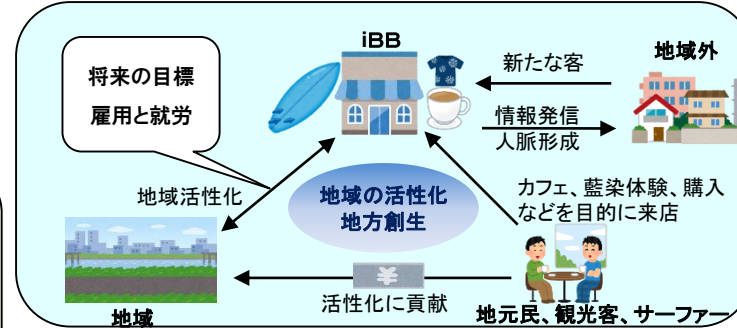 iBB
将来の目標
雇用と就労
新たな客
地域外
情報発信
人脈形成
地域活性化
地域の活性化
地方創生
カフェ、藍染体験、購入
などを目的に来店
¥
活性化に貢献
地域
地元民、観光客、サーファー